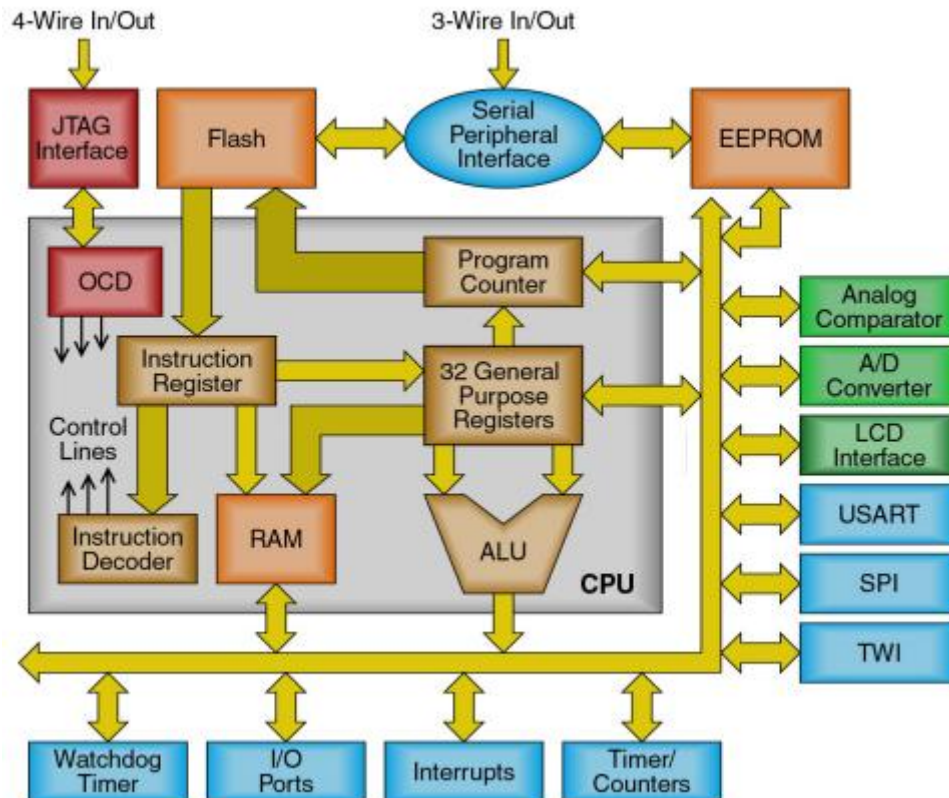 4-Wire In/Out
3-Wire In/Out
JTAG
Interface
Flash
Serial
Peripheral
Interface
EEPROM
OCD
Program
Counter
Analog
Comparator
Instruction
Register
32 General
Purpose
Registers
A/D
Converter
Control
Lines
LCD
Interface
Instruction
Decoder
RAM
ALU
CPU
USART
SPI
TWI
Watchdog
Timer
I/O
Ports
Interrupts
Timer/
Counters